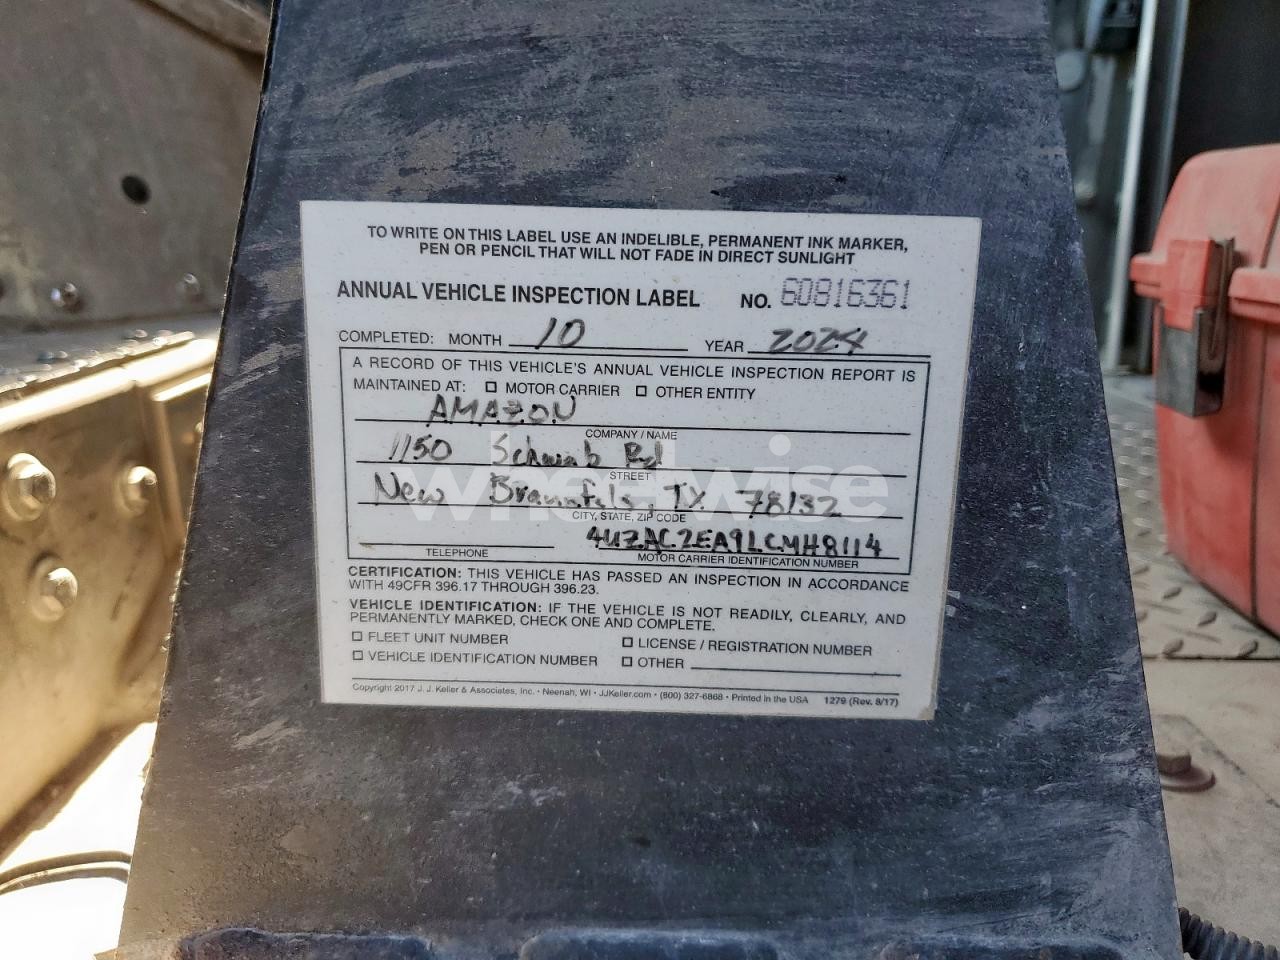 TO WRITE ON THIS LABEL USE AN INDELIBLE, PERMANENT INK MARKER,
PEN OR PENCIL THAT WILL NOT FADE IN DIRECT SUNLIGHT
ANNUAL VEHICLE INSPECTION LABEL NO. 60816361
COMPLETED: MONTH 10 YEAR 2024
A RECORD OF THIS VEHICLE'S ANNUAL VEHICLE INSPECTION REPORT IS
MAINTAINED AT: ☐ MOTOR CARRIER ☐ OTHER ENTITY
AMAZON
COMPANY / NAME
1150 Schwab Rd
STREET
New Braunfels, TX 78132
CITY, STATE, ZIP CODE
4UZAC2EA9LCMH8114
TELEPHONE MOTOR CARRIER IDENTIFICATION NUMBER
CERTIFICATION: THIS VEHICLE HAS PASSED AN INSPECTION IN ACCORDANCE
WITH 49CFR 396.17 THROUGH 396.23.
VEHICLE IDENTIFICATION: IF THE VEHICLE IS NOT READILY, CLEARLY, AND
PERMANENTLY MARKED, CHECK ONE AND COMPLETE.
☐ FLEET UNIT NUMBER ☐ LICENSE / REGISTRATION NUMBER
☐ VEHICLE IDENTIFICATION NUMBER ☐ OTHER
Copyright 2017 J. J. Keller & Associates, Inc. • Neenah, WI • JJKeller.com • (800) 327-6868 • Printed in the USA 1279 (Rev. 8/17)
wheelwise